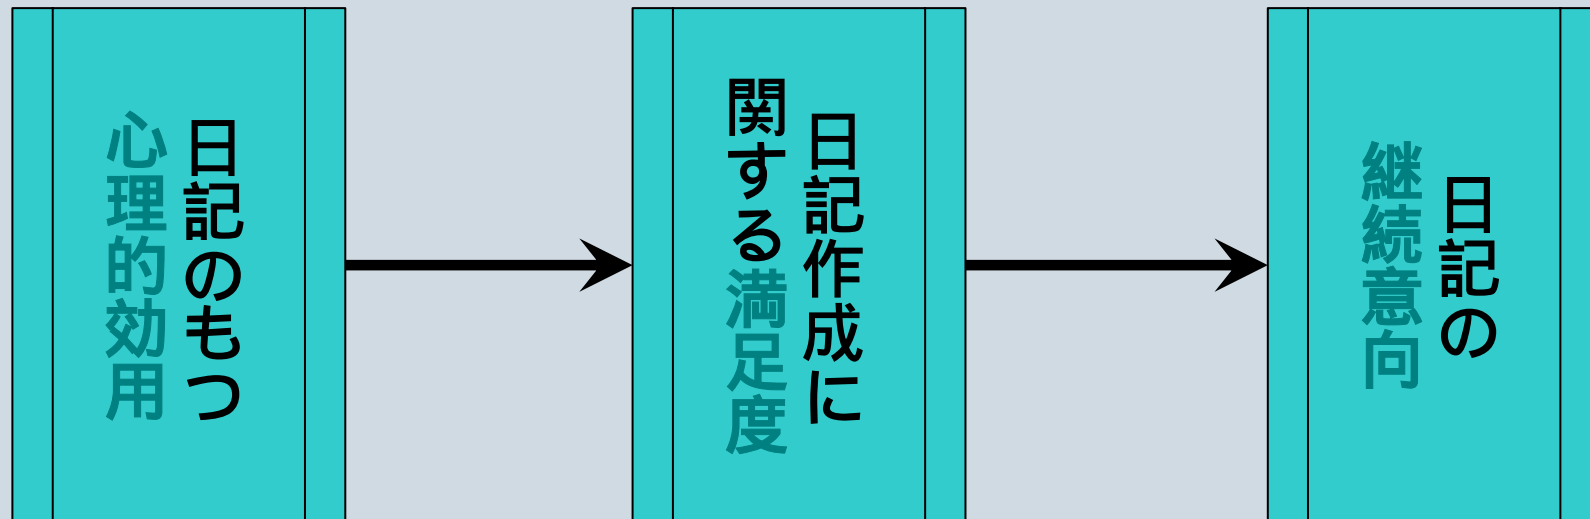 日記のもつ
心理的効用
日記作成に
関する満足度
日記の
継続意向